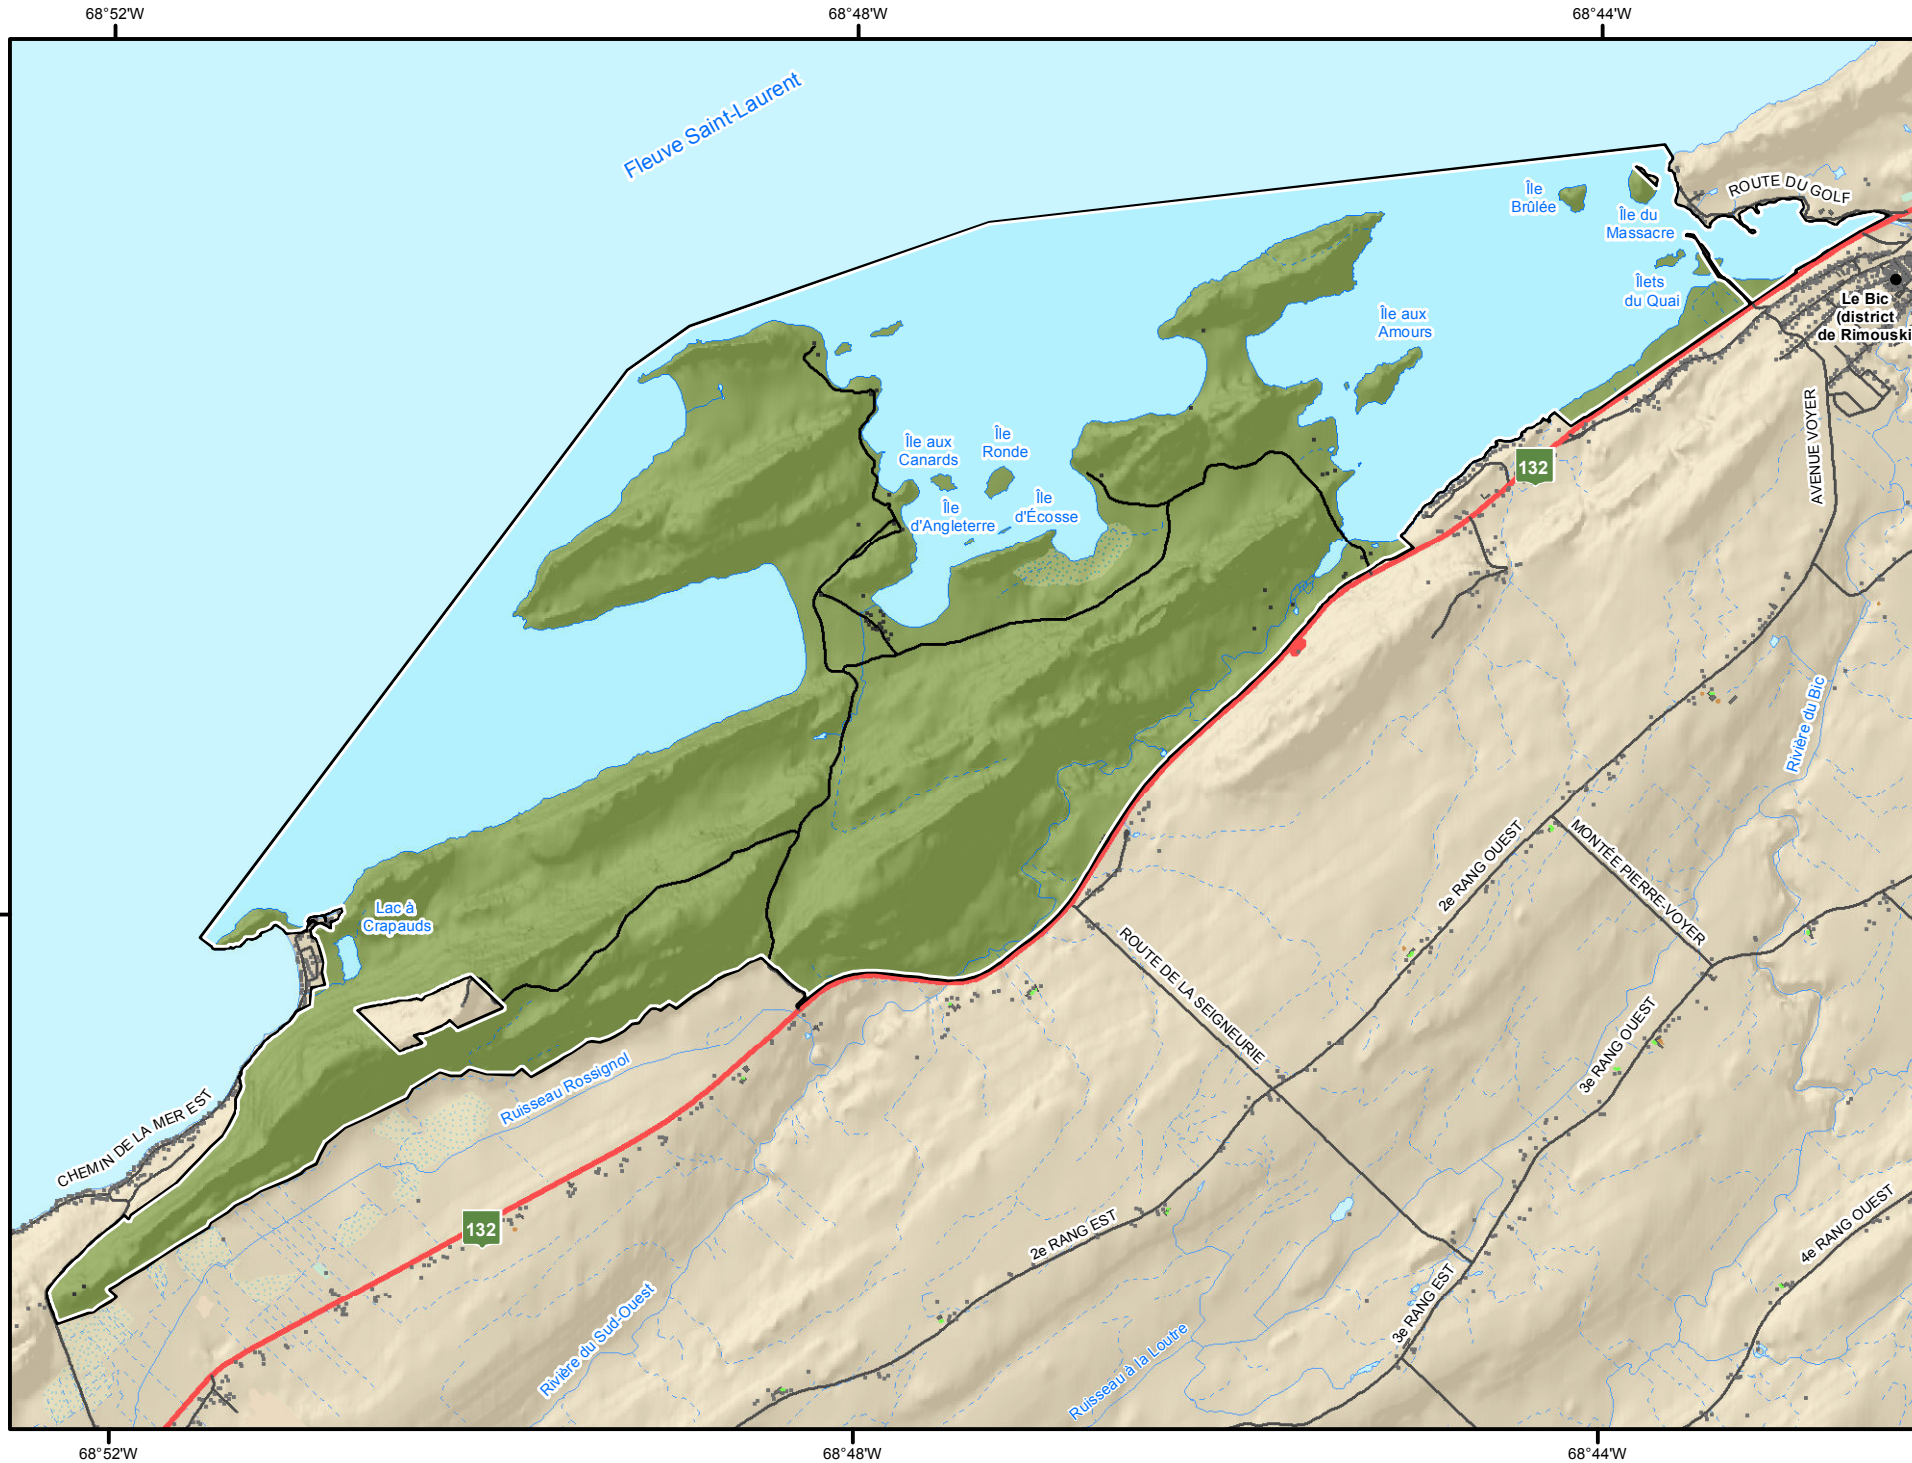 68°52'W
68°48'W
68°44'W
Fleuve Saint-Laurent
Île
Brûlée
Île du
Massacre
ROUTE DU GOLF
Îlets
du Quai
Le Bic
(district
de Rimouski
Île aux
Amours
AVENUE VOYER
Île aux
Canards
Île
Ronde
Île
d'Angleterre
Île
d'Écosse
132
Rivière du Bic
2e RANG OUEST
MONTÉE PIERRE-VOYER
Lac à
Crapauds
ROUTE DE LA SEIGNEURIE
3e RANG OUEST
Ruisseau Rossignol
CHEMIN DE LA MER EST
132
2e RANG EST
4e RANG OUEST
3e RANG EST
Rivière du Sud-Ouest
Ruisseau à la Loutre
68°52'W
68°48'W
68°44'W